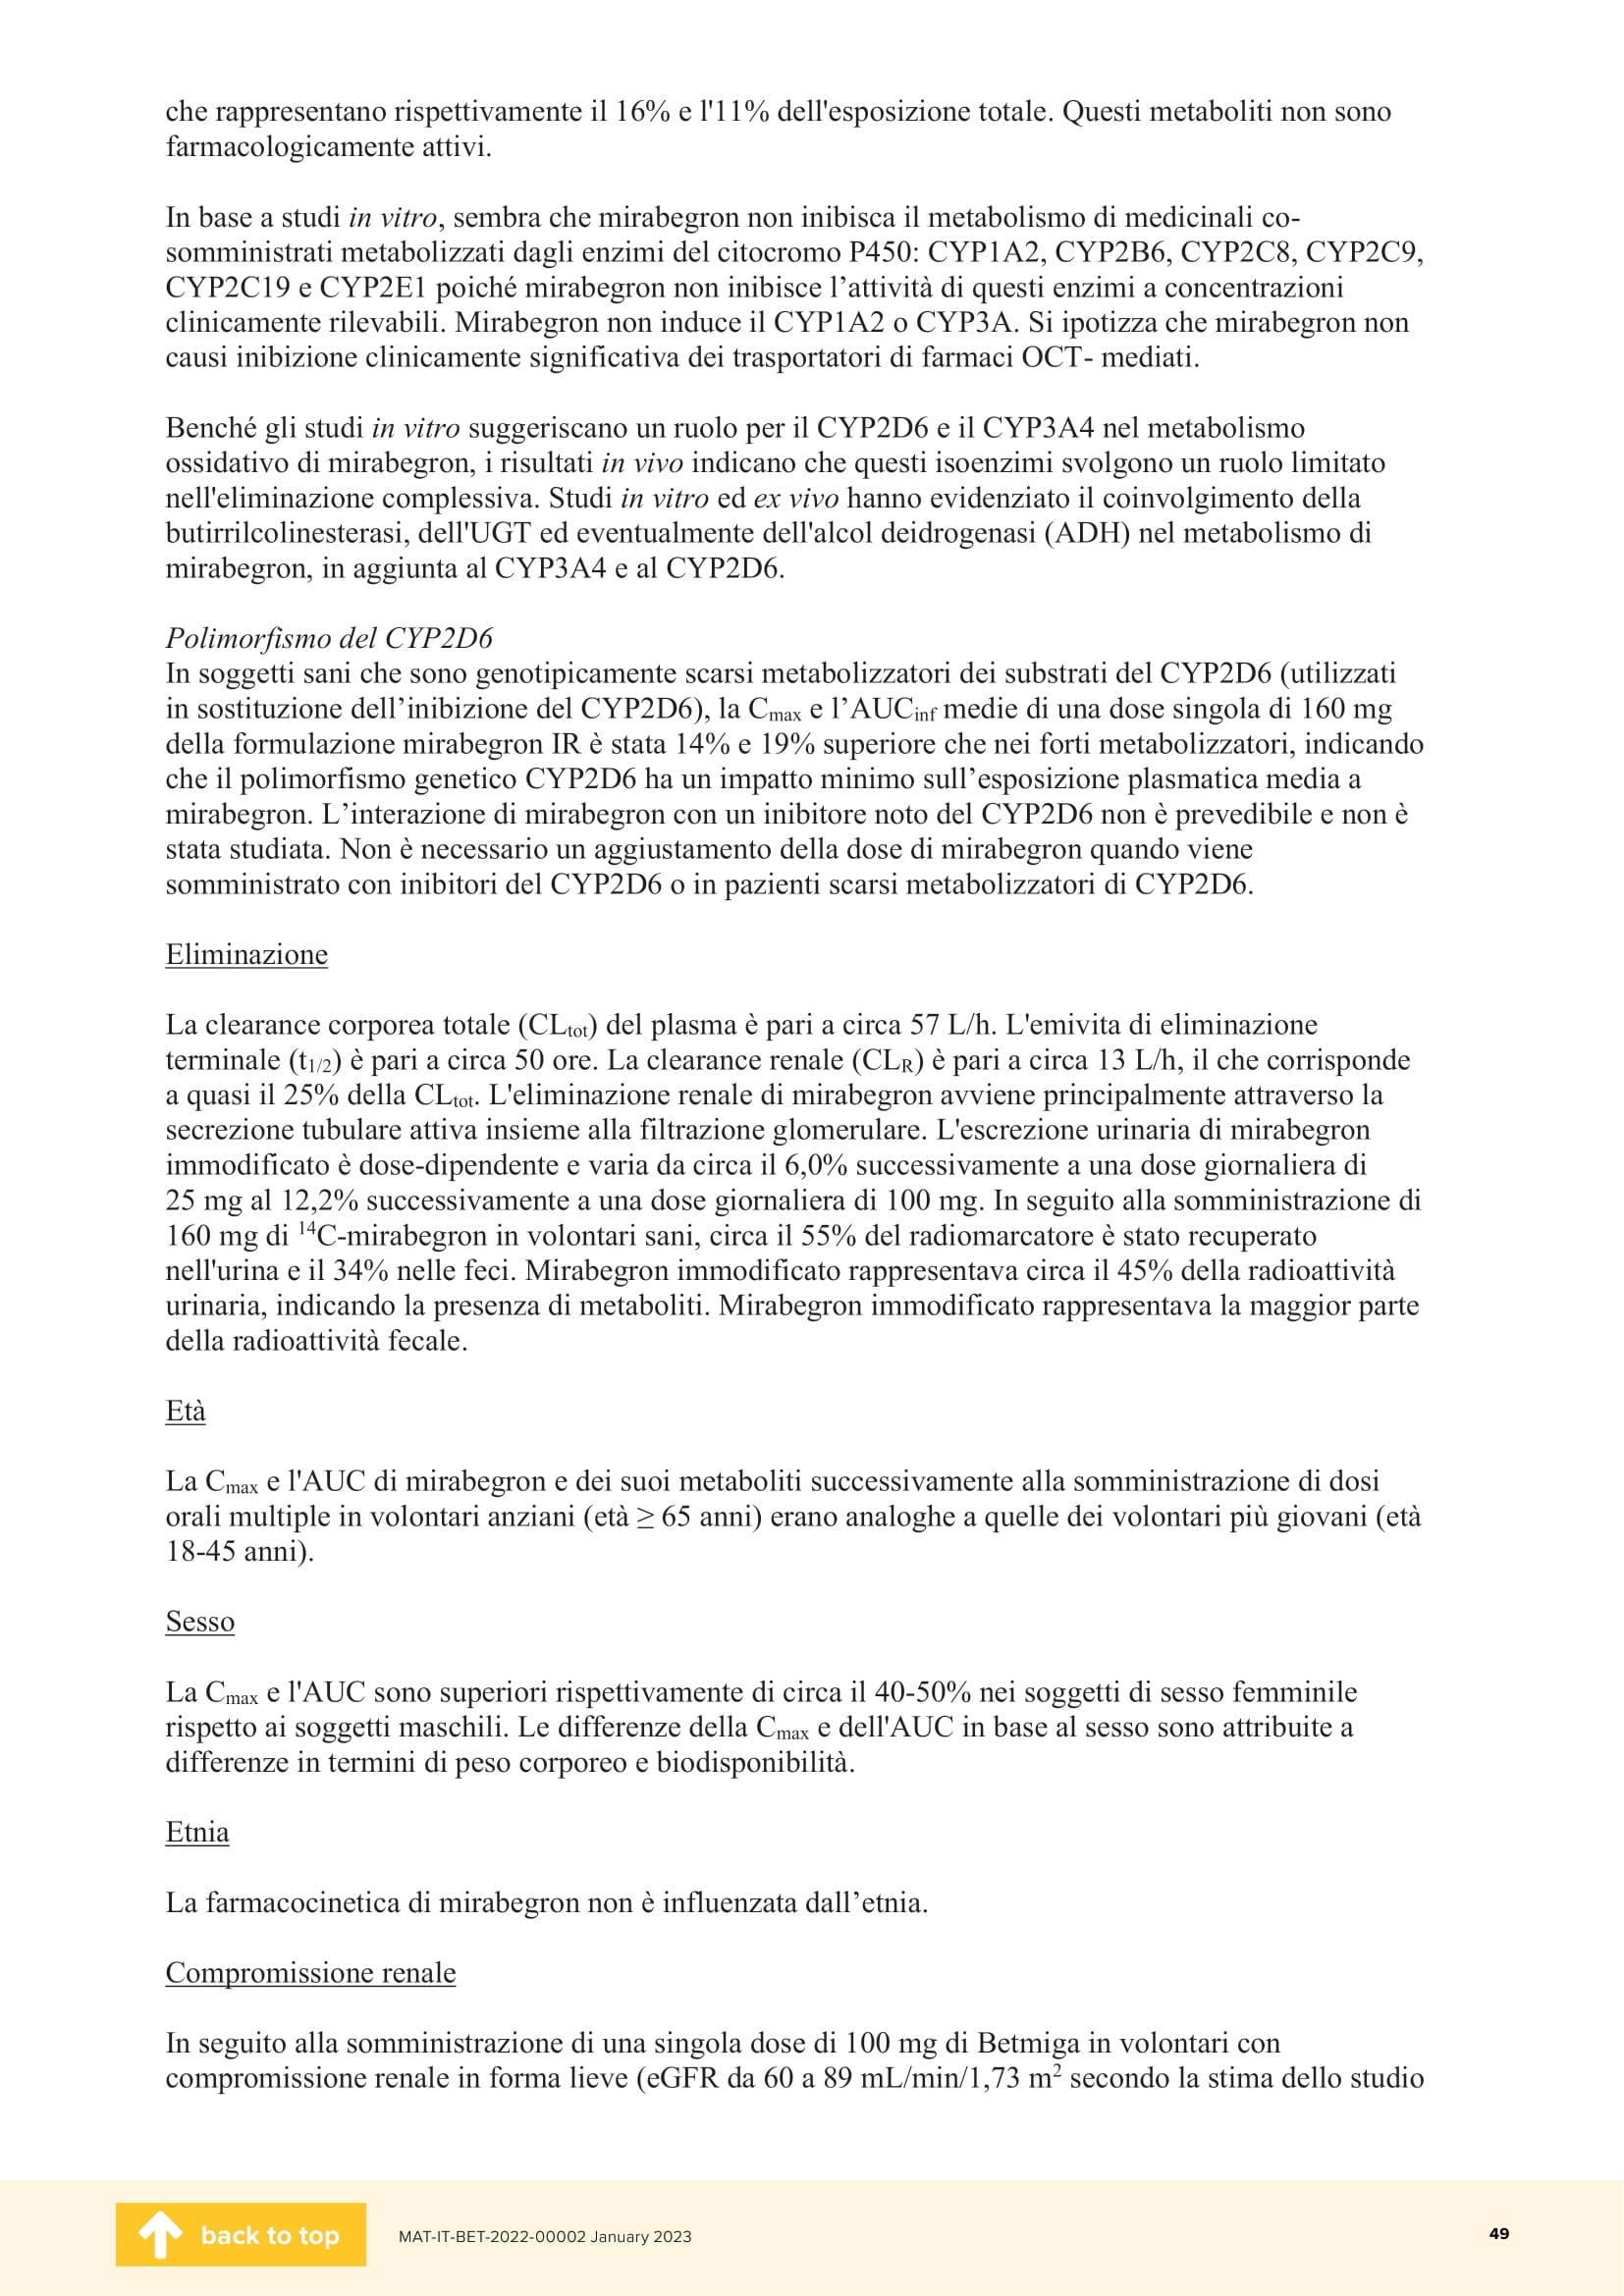 che rappresentano rispettivamente il 16% e l'11% dell'esposizione totale. Questi metaboliti non sono
farmacologicamente attivi.
In base a studi in vitro, sembra che mirabegron non inibisca il metabolismo di medicinali co-
somministrati metabolizzati dagli enzimi del citocromo P450: CYP1A2, CYP2B6, CYP2C8, CYP2C9,
CYP2C19 e CYP2E1 poiché mirabegron non inibisce l’attività di questi enzimi a concentrazioni
clinicamente rilevabili. Mirabegron non induce il CYP1A2 o CYP3A. Si ipotizza che mirabegron non
causi inibizione clinicamente significativa dei trasportatori di farmaci OCT- mediati.
Benché gli studi in vitro suggeriscano un ruolo per il CYP2D6 e il CYP3A4 nel metabolismo
ossidativo di mirabegron, i risultati in vivo indicano che questi isoenzimi svolgono un ruolo limitato
nell'eliminazione complessiva. Studi in vitro ed ex vivo hanno evidenziato il coinvolgimento della
butirrilcolinesterasi, dell'UGT ed eventualmente dell'alcol deidrogenasi (ADH) nel metabolismo di
mirabegron, in aggiunta al CYP3A4 e al CYP2D6.
Polimorfismo del CYP2D6
In soggetti sani che sono genotipicamente scarsi metabolizzatori dei substrati del CYP2D6 (utilizzati
in sostituzione dell’inibizione del CYP2D6), la Cmax e l’AUCinf medie di una dose singola di 160 mg
della formulazione mirabegron IR è stata 14% e 19% superiore che nei forti metabolizzatori, indicando
che il polimorfismo genetico CYP2D6 ha un impatto minimo sull’esposizione plasmatica media a
mirabegron. L’interazione di mirabegron con un inibitore noto del CYP2D6 non è prevedibile e non è
stata studiata. Non è necessario un aggiustamento della dose di mirabegron quando viene
somministrato con inibitori del CYP2D6 o in pazienti scarsi metabolizzatori di CYP2D6.
Eliminazione
La clearance corporea totale (CLtot) del plasma è pari a circa 57 L/h. L'emivita di eliminazione
terminale (t1/2) è pari a circa 50 ore. La clearance renale (CLR) è pari a circa 13 L/h, il che corrisponde
a quasi il 25% della CLtot. L'eliminazione renale di mirabegron avviene principalmente attraverso la
secrezione tubulare attiva insieme alla filtrazione glomerulare. L'escrezione urinaria di mirabegron
immodificato è dose-dipendente e varia da circa il 6,0% successivamente a una dose giornaliera di
25 mg al 12,2% successivamente a una dose giornaliera di 100 mg. In seguito alla somministrazione di
160 mg di ¹⁴C-mirabegron in volontari sani, circa il 55% del radiomarcatore è stato recuperato
nell'urina e il 34% nelle feci. Mirabegron immodificato rappresentava circa il 45% della radioattività
urinaria, indicando la presenza di metaboliti. Mirabegron immodificato rappresentava la maggior parte
della radioattività fecale.
Età
La Cmax e l'AUC di mirabegron e dei suoi metaboliti successivamente alla somministrazione di dosi
orali multiple in volontari anziani (età ≥ 65 anni) erano analoghe a quelle dei volontari più giovani (età
18-45 anni).
Sesso
La Cmax e l'AUC sono superiori rispettivamente di circa il 40-50% nei soggetti di sesso femminile
rispetto ai soggetti maschili. Le differenze della Cmax e dell'AUC in base al sesso sono attribuite a
differenze in termini di peso corporeo e biodisponibilità.
Etnia
La farmacocinetica di mirabegron non è influenzata dall’etnia.
Compromissione renale
In seguito alla somministrazione di una singola dose di 100 mg di Betmiga in volontari con
compromissione renale in forma lieve (eGFR da 60 a 89 mL/min/1,73 m² secondo la stima dello studio
back to top
MAT-IT-BET-2022-00002 January 2023
49